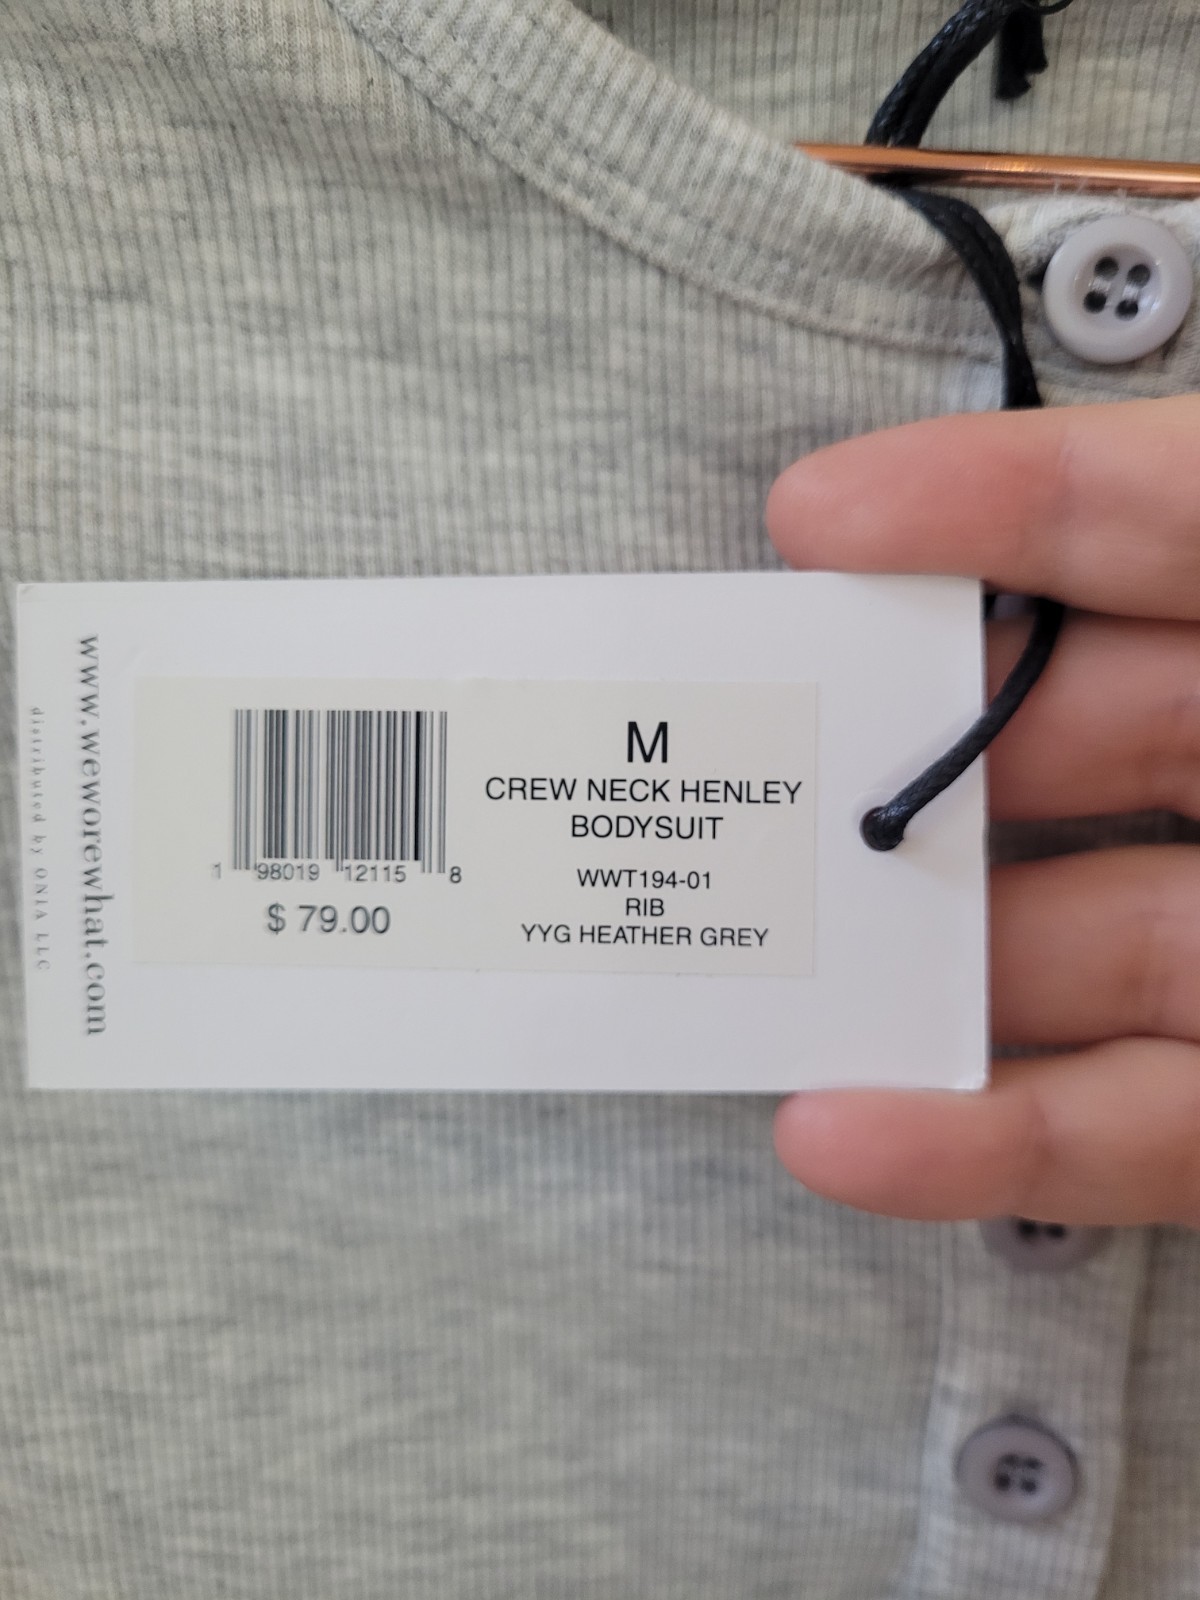 www.weworewhat.com
distributed by ONIA LLC
1 98019 12115 8
$ 79.00
M
CREW NECK HENLEY
BODYSUIT
WWT194-01
RIB
YYG HEATHER GREY